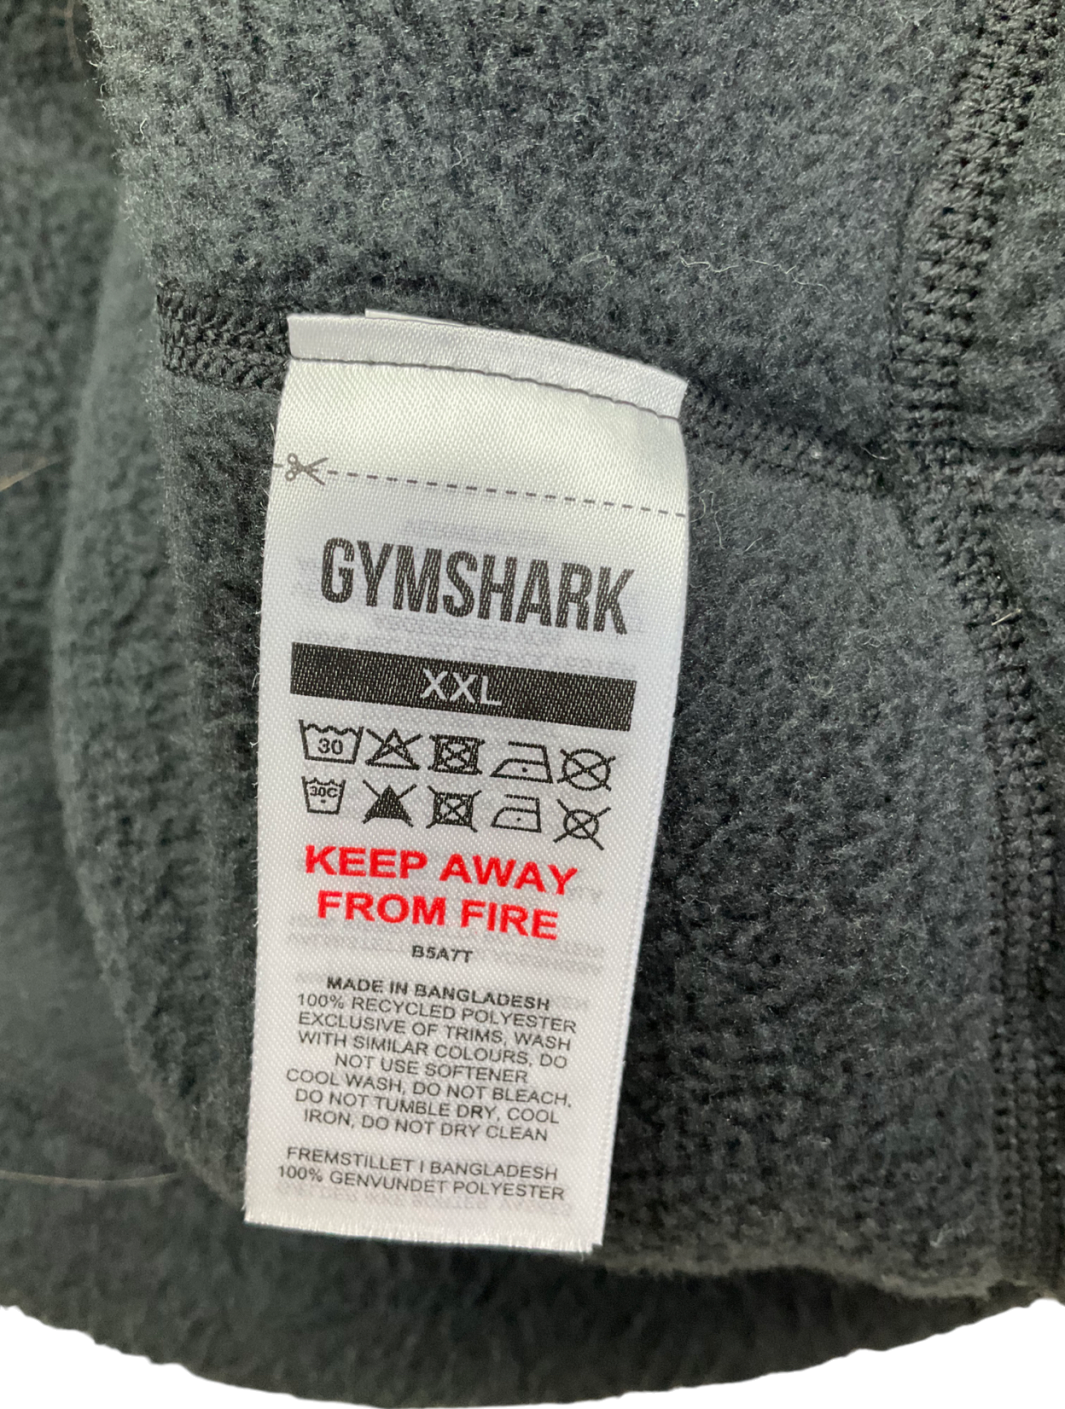 GYMSHARK
XXL
30
30C
KEEP AWAY
FROM FIRE
B5A7T
MADE IN BANGLADESH
100% RECYCLED POLYESTER
EXCLUSIVE OF TRIMS, WASH
WITH SIMILAR COLOURS, DO
NOT USE SOFTENER
COOL WASH, DO NOT BLEACH,
DO NOT TUMBLE DRY, COOL
IRON, DO NOT DRY CLEAN
FREMSTILLET I BANGLADESH
100% GENVUNDET POLYESTER